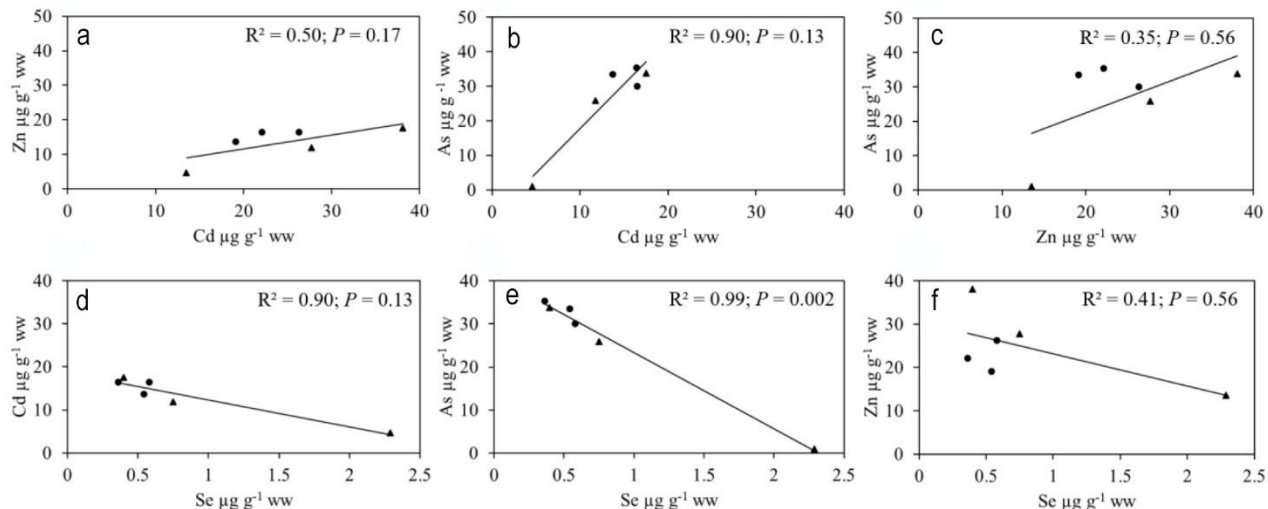 a
R² = 0.50; P = 0.17
Zn µg g⁻¹ ww
50
40
30
20
10
0
0 10 20 30 40
Cd µg g⁻¹ ww
b
R² = 0.90; P = 0.13
As µg g⁻¹ ww
50
40
30
20
10
0
0 10 20 30 40
Cd µg g⁻¹ ww
c
R² = 0.35; P = 0.56
As µg g⁻¹ ww
50
40
30
20
10
0
0 10 20 30 40
Zn µg g⁻¹ ww
d
R² = 0.90; P = 0.13
Cd µg g⁻¹ ww
40
30
20
10
0
0 0.5 1 1.5 2 2.5
Se µg g⁻¹ ww
e
R² = 0.99; P = 0.002
As µg g⁻¹ ww
40
30
20
10
0
0 0.5 1 1.5 2 2.5
Se µg g⁻¹ ww
f
R² = 0.41; P = 0.56
Zn µg g⁻¹ ww
40
30
20
10
0
0 0.5 1 1.5 2 2.5
Se µg g⁻¹ ww